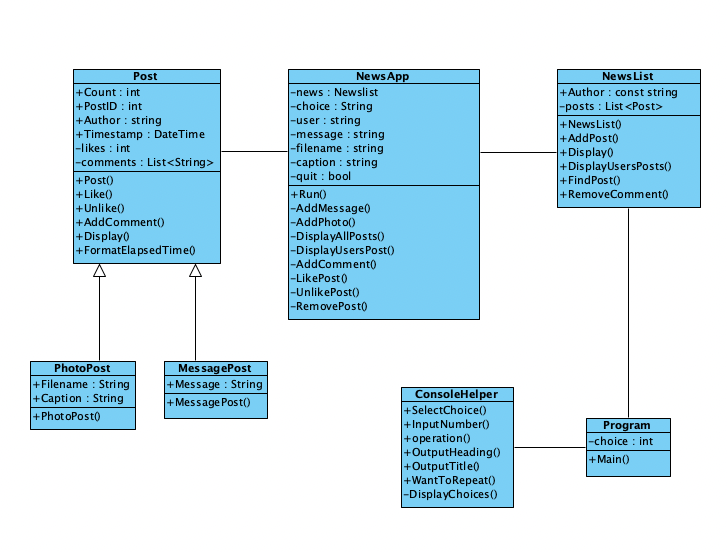 Post
+Count : int
+PostID : int
+Author : string
+Timestamp : DateTime
-likes : int
-comments : List<String>
+Post()
+Like()
+Unlike()
+AddComment()
+Display()
+FormatElapsedTime()
NewsApp
-news : Newslist
-choice : String
-user : string
-message : string
-filename : string
-caption : string
-quit : bool
+Run()
-AddMessage()
-AddPhoto()
-DisplayAllPosts()
-DisplayUsersPost()
-AddComment()
-LikePost()
-UnlikePost()
-RemovePost()
NewsList
+Author : const string
-posts : List<Post>
+NewsList()
+AddPost()
+Display()
+DisplayUsersPosts()
+FindPost()
+RemoveComment()
PhotoPost
+Filename : String
+Caption : String
+PhotoPost()
MessagePost
+Message : String
+MessagePost()
ConsoleHelper
+SelectChoice()
+InputNumber()
+operation()
+OutputHeading()
+OutputTitle()
+WantToRepeat()
-DisplayChoices()
Program
-choice : int
+Main()